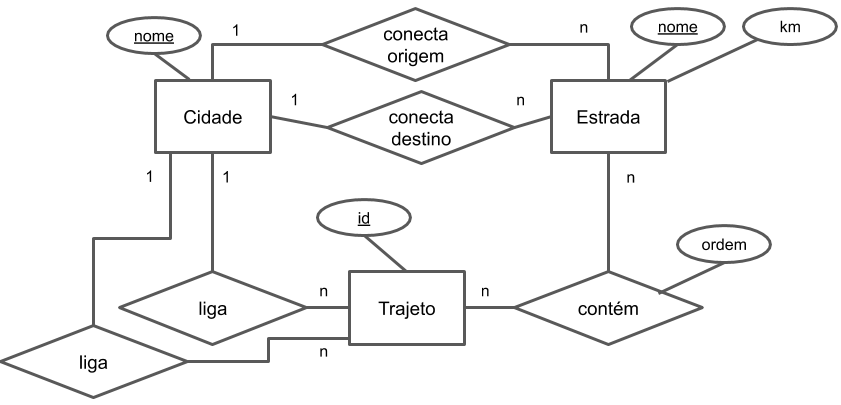 nome
1
conecta
origem
n
nome
km
Cidade
1
conecta
destino
n
Estrada
1
1
n
id
ordem
liga
n
Trajeto
n
contém
liga
n